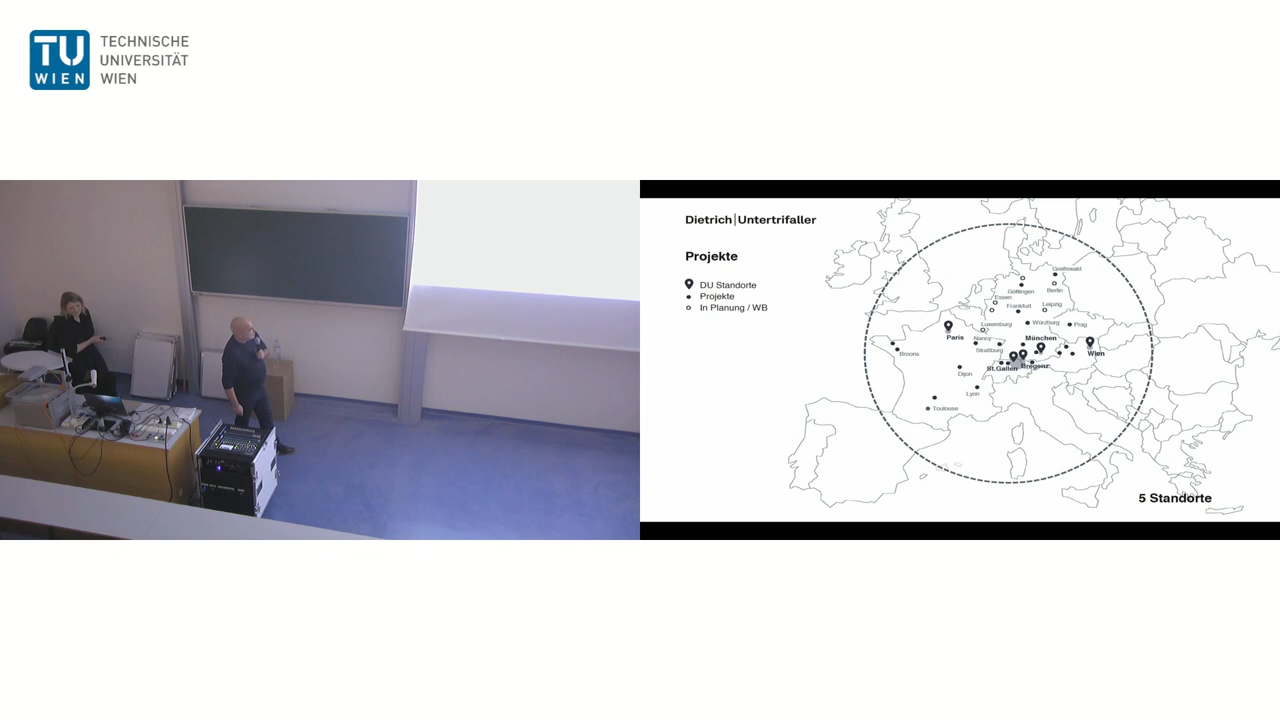 TU
WIEN
TECHNISCHE
UNIVERSITÄT
WIEN
Dietrich|Untertrifaller
Projekte
DU Standorte
Projekte
In Planung / WB
Greifswald
Göttingen
Berlin
Essen
Frankfurt
Leipzig
Luxemburg
Würzburg
Prag
Paris
Nancy
München
Straßburg
Wien
Broons
St.Gallen
Bregenz
Dijon
Lyon
Toulouse
5 Standorte